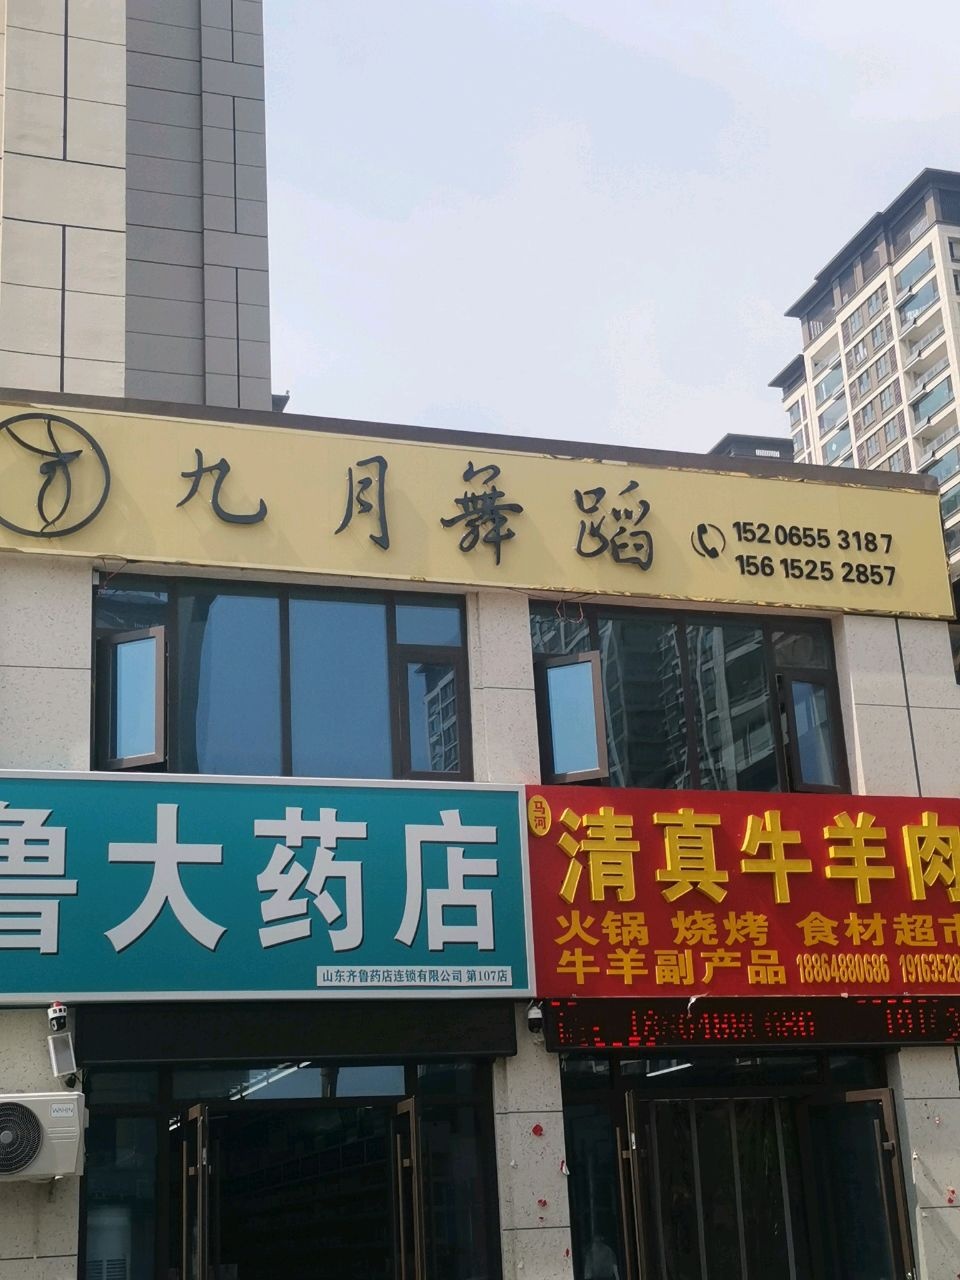 九月舞蹈
152 0655 3187
156 1525 2857
鲁大药店
山东齐鲁药店连锁有限公司 第107店
马河
清真牛羊肉
火锅 烧烤 食材超市
牛羊副产品 18864880686 19163528
WAHIN